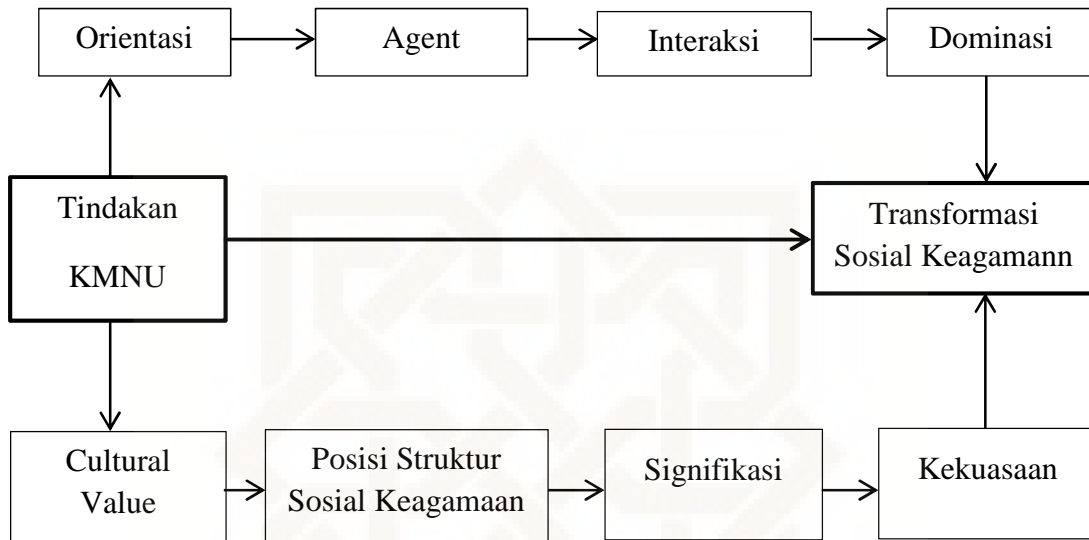 Orientasi
Agent
Interaksi
Dominasi
Tindakan
KMNU
Transformasi
Sosial Keagamann
Cultural
Value
Posisi Struktur
Sosial Keagamaan
Signifikasi
Kekuasaan